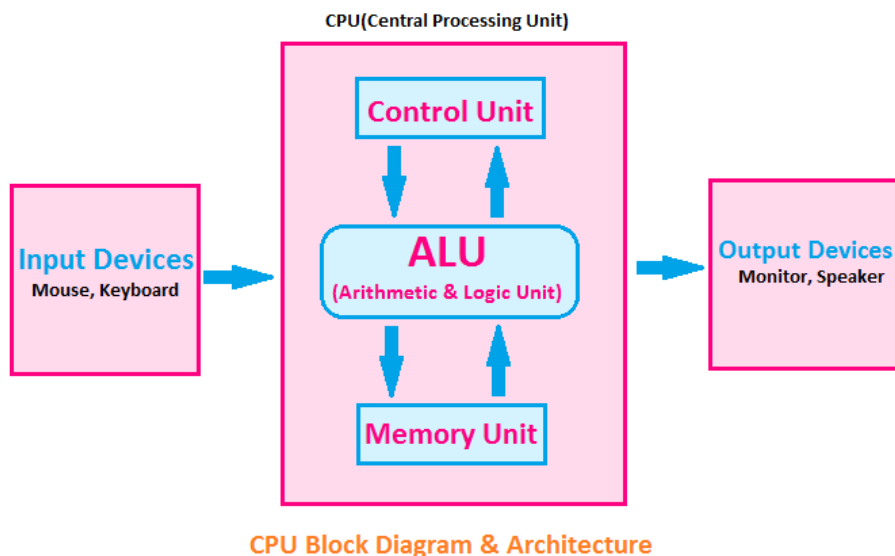 CPU(Central Processing Unit)
Control Unit
Input Devices
Mouse, Keyboard
ALU
(Arithmetic & Logic Unit)
Output Devices
Monitor, Speaker
Memory Unit
CPU Block Diagram & Architecture